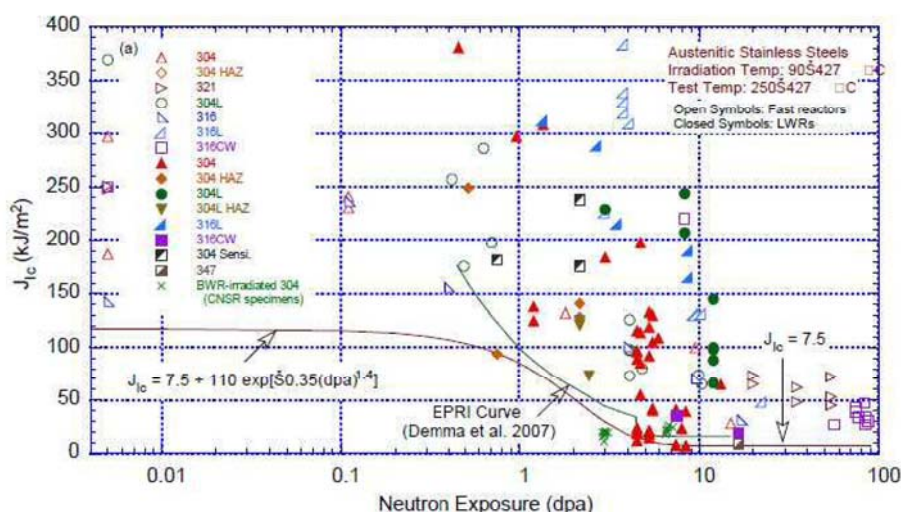 400
350
300
250
200
150
100
50
0
J_Ic (kJ/m²)
(a)
304
304 HAZ
321
304L
316
316L
316CW
304
304 HAZ
304L
304L HAZ
316L
316CW
304 Sensi.
347
BWR-irradiated 304
(CNSR specimens)
Austenitic Stainless Steels
Irradiation Temp: 90Š427 □C
Test Temp: 250Š427 □C
Open Symbols: Fast reactors
Closed Symbols: LWRs
J_Ic = 7.5
J_Ic = 7.5 + 110 exp[Š0.35(dpa)^1.4]
EPRI Curve
(Demma et al. 2007)
0.01
0.1
1
10
100
Neutron Exposure (dpa)